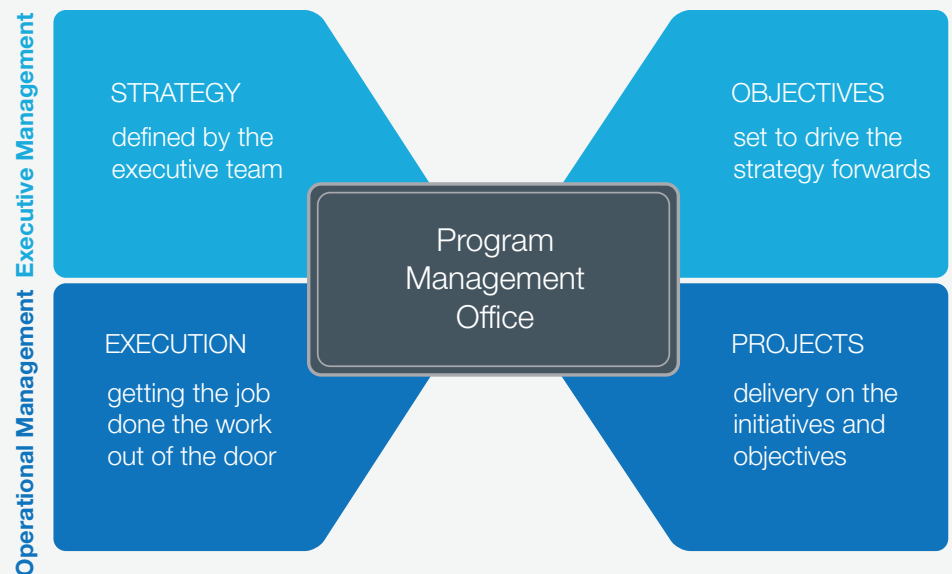 Executive Management
STRATEGY
defined by the
executive team
OBJECTIVES
set to drive the
strategy forwards
Program
Management
Office
Operational Management
EXECUTION
getting the job
done the work
out of the door
PROJECTS
delivery on the
initiatives and
objectives